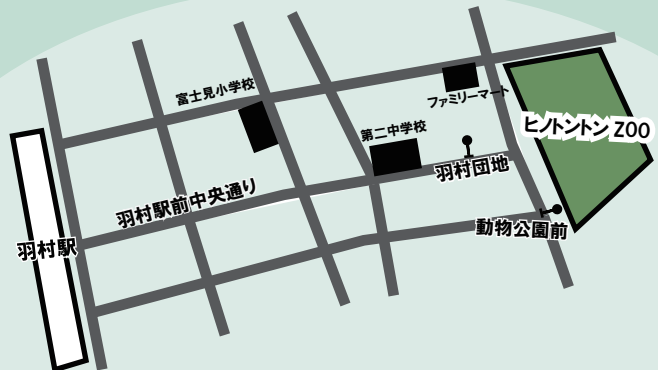 富士見小学校
ファミリーマート
ヒノトントン ZOO
第二中学校
羽村団地
羽村駅前中央通り
動物公園前
羽村駅